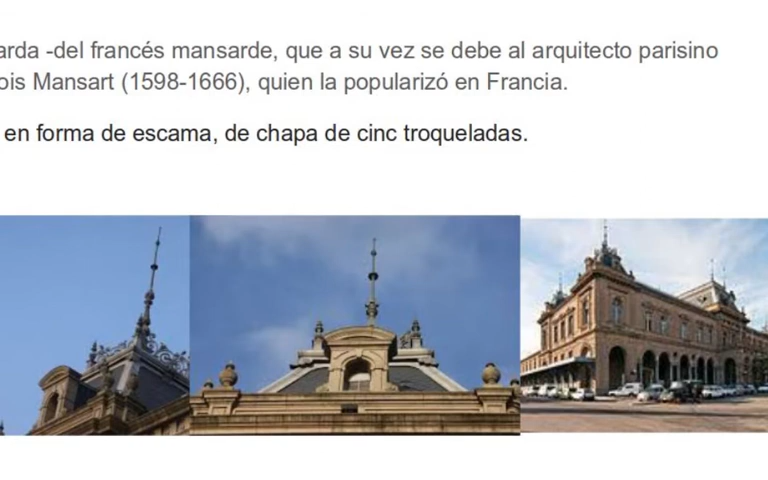 arda -del francés mansarde, que a su vez se debe al arquitecto parisino
ois Mansart (1598-1666), quien la popularizó en Francia.
en forma de escama, de chapa de cinc troqueladas.